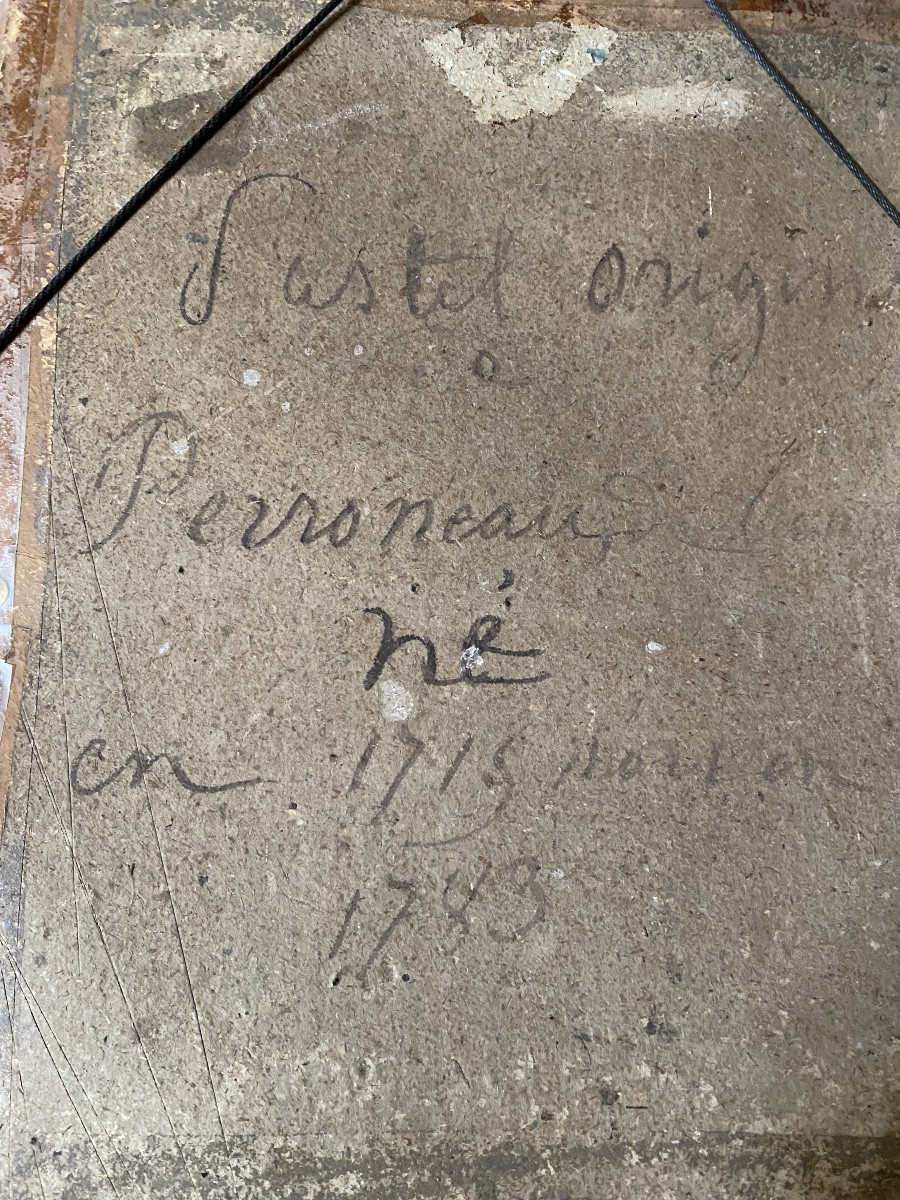 Pastel origin
Perroneau
né
en 1715 mort en
1783